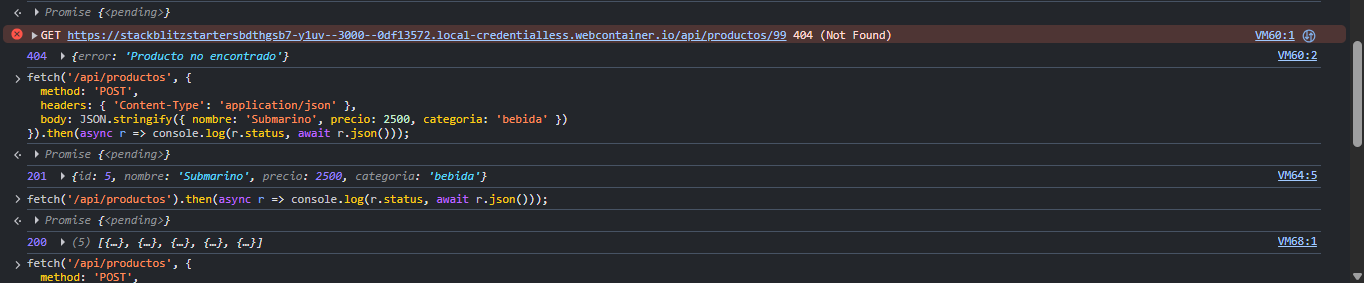 Promise {<pending>}
GET https://stackblitzstartersbdthgsb7-y1uv--3000--0df13572.local-credentialless.webcontainer.io/api/productos/99 404 (Not Found) VM60:1
404 {error: 'Producto no encontrado'} VM60:2
fetch('/api/productos', {
method: 'POST',
headers: { 'Content-Type': 'application/json' },
body: JSON.stringify({ nombre: 'Submarino', precio: 2500, categoria: 'bebida' })
}).then(async r => console.log(r.status, await r.json()));
Promise {<pending>}
201 {id: 5, nombre: 'Submarino', precio: 2500, categoria: 'bebida'} VM64:5
fetch('/api/productos').then(async r => console.log(r.status, await r.json()));
Promise {<pending>}
200 (5) [{…}, {…}, {…}, {…}, {…}] VM68:1
fetch('/api/productos', {
method: 'POST',